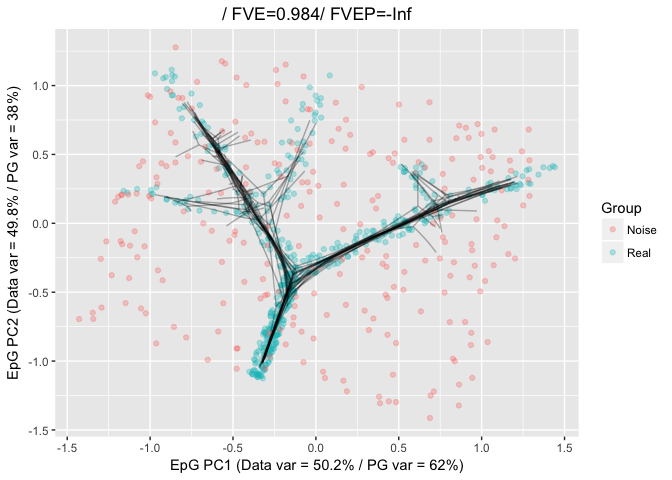 / FVE=0.984/ FVEP=-Inf
EpG PC2 (Data var = 49.8% / PG var = 38%)
1.0
0.5
0.0
-0.5
-1.0
-1.5
-1.5
-1.0
-0.5
0.0
0.5
1.0
1.5
EpG PC1 (Data var = 50.2% / PG var = 62%)
Group
Noise
Real